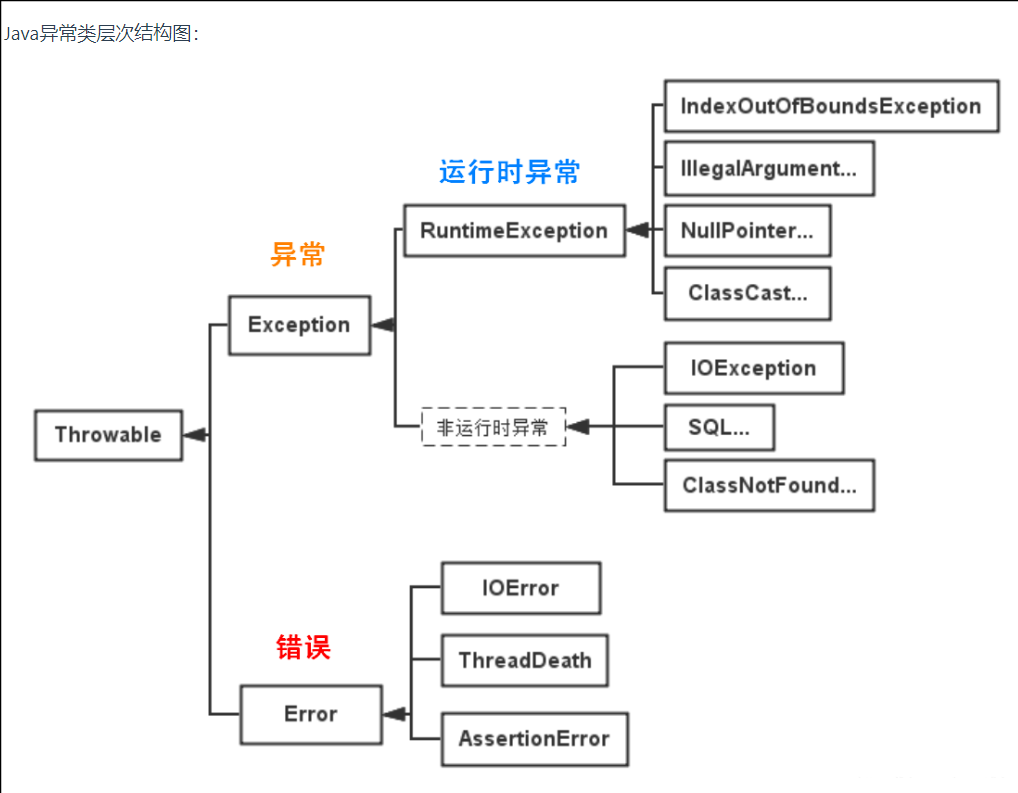 Java异常类层次结构图：
IndexOutOfBoundsException
运行时异常
IllegalArgument...
RuntimeException
NullPointer...
异常
ClassCast...
Exception
IOException
Throwable
非运行时异常
SQL...
ClassNotFound...
IOError
错误
ThreadDeath
Error
AssertionError